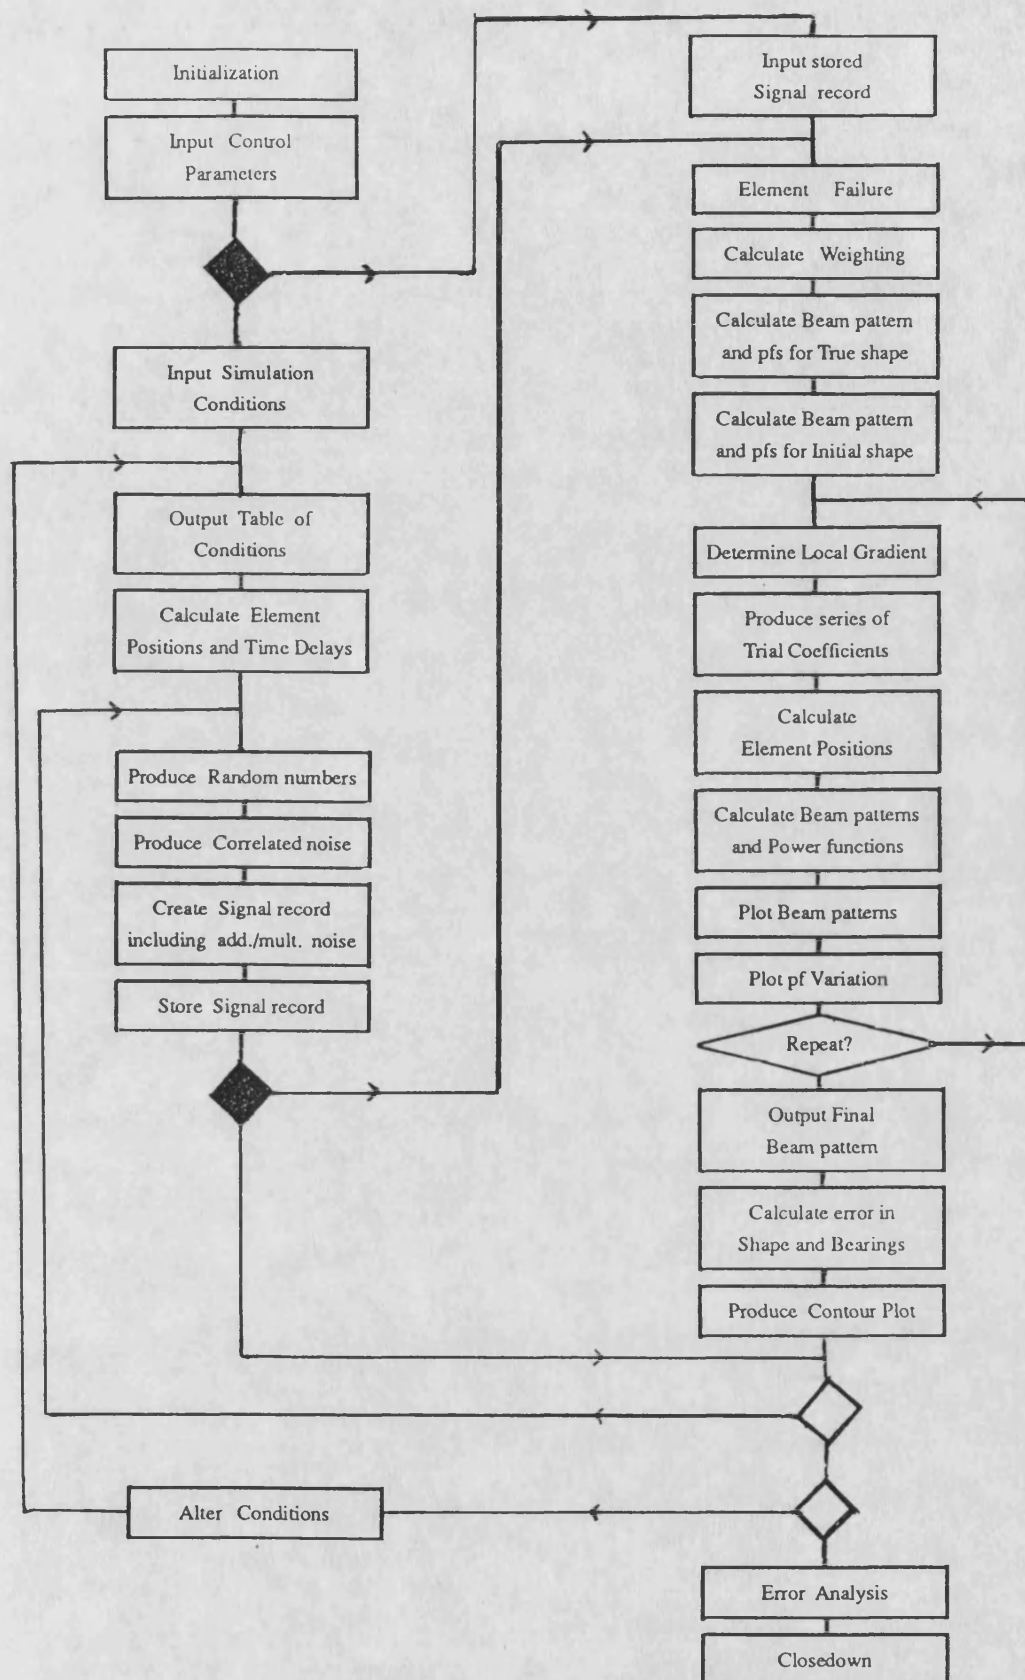 Initialization
Input Control
Parameters
Input Simulation
Conditions
Output Table of
Conditions
Calculate Element
Positions and Time Delays
Produce Random numbers
Produce Correlated noise
Create Signal record
including add./mult. noise
Store Signal record
Alter Conditions
Input stored
Signal record
Element Failure
Calculate Weighting
Calculate Beam pattern
and pfs for True shape
Calculate Beam pattern
and pfs for Initial shape
Determine Local Gradient
Produce series of
Trial Coefficients
Calculate
Element Positions
Calculate Beam patterns
and Power functions
Plot Beam patterns
Plot pf Variation
Repeat?
Output Final
Beam pattern
Calculate error in
Shape and Bearings
Produce Contour Plot
Error Analysis
Closedown